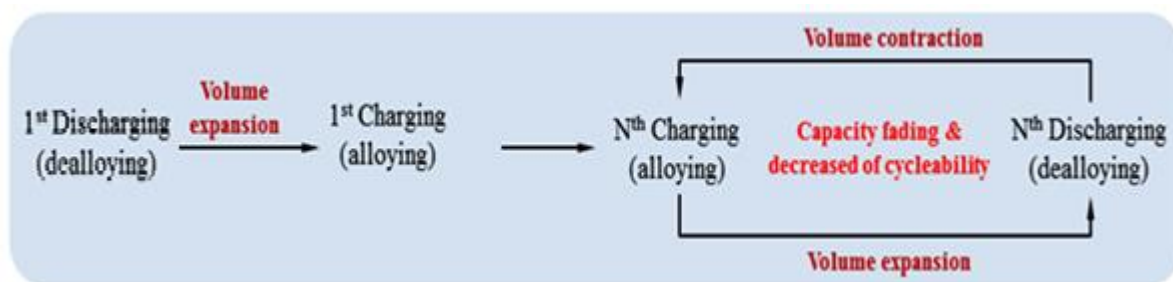 Volume contraction
1st Discharging
(dealloying)
Volume
expansion
1st Charging
(alloying)
Nth Charging
(alloying)
Capacity fading &
decreased of cycleability
Nth Discharging
(dealloying)
Volume expansion